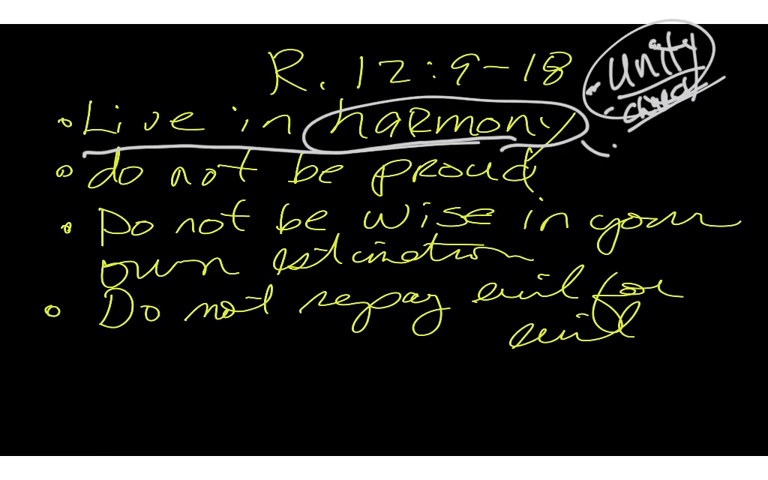 R. 12:9-18
Unity
church
• Live in harmony
• do not be proud
• Do not be wise in your
own estimation
• Do not repay evil for
evil